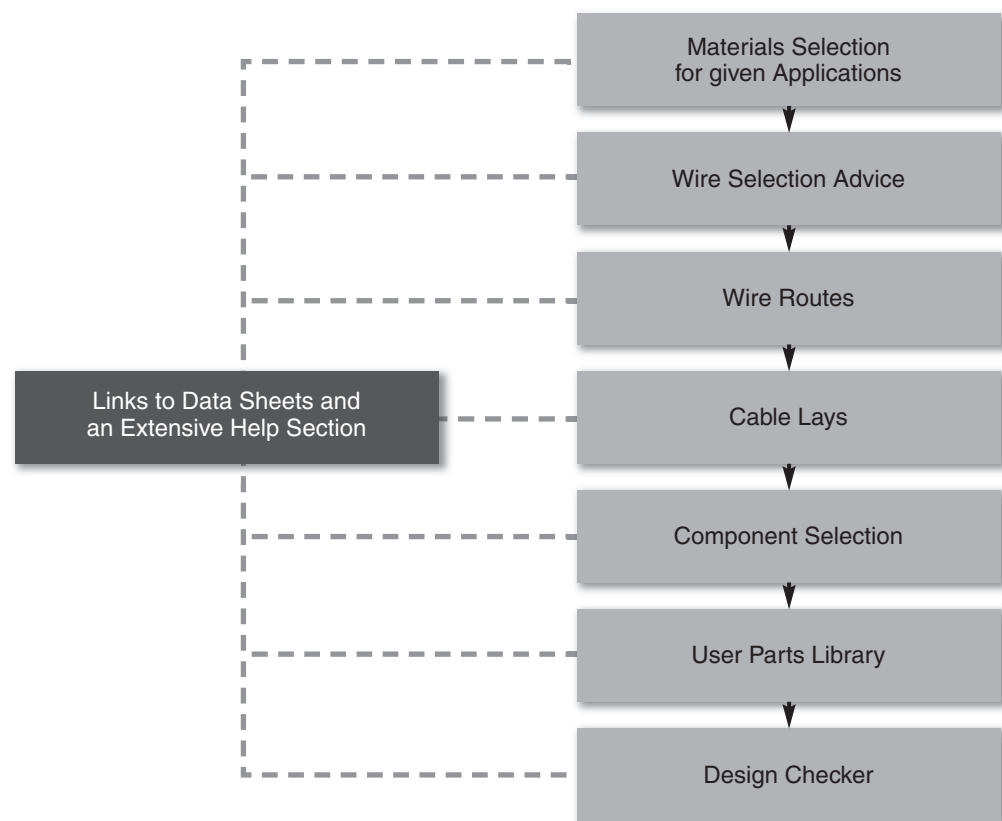 Materials Selection
for given Applications
Wire Selection Advice
Wire Routes
Links to Data Sheets and
an Extensive Help Section
Cable Lays
Component Selection
User Parts Library
Design Checker